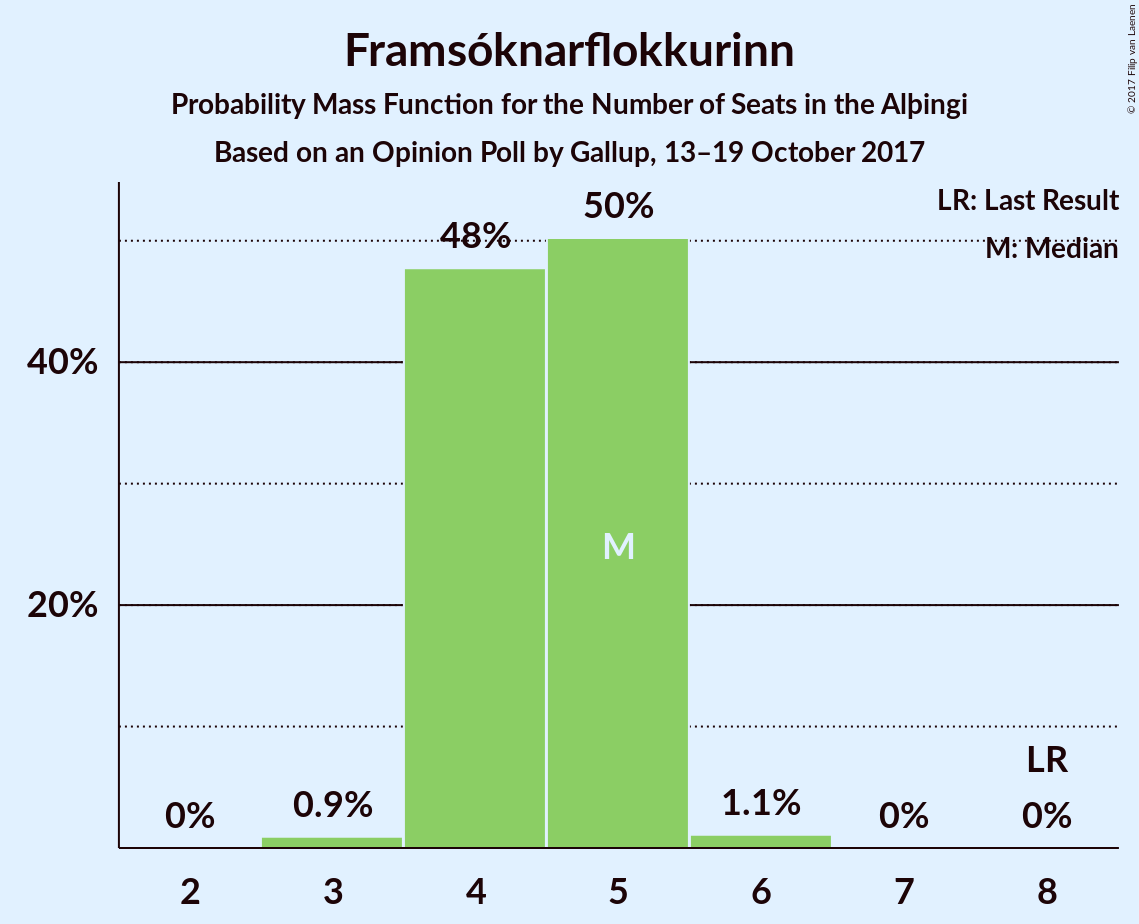 Framsóknarflokkurinn
Probability Mass Function for the Number of Seats in the Alþingi
Based on an Opinion Poll by Gallup, 13–19 October 2017
© 2017 Filip van Laenen
LR: Last Result
M: Median
50%
48%
40%
M
20%
LR
0%
0.9%
1.1%
0%
0%
2
3
4
5
6
7
8